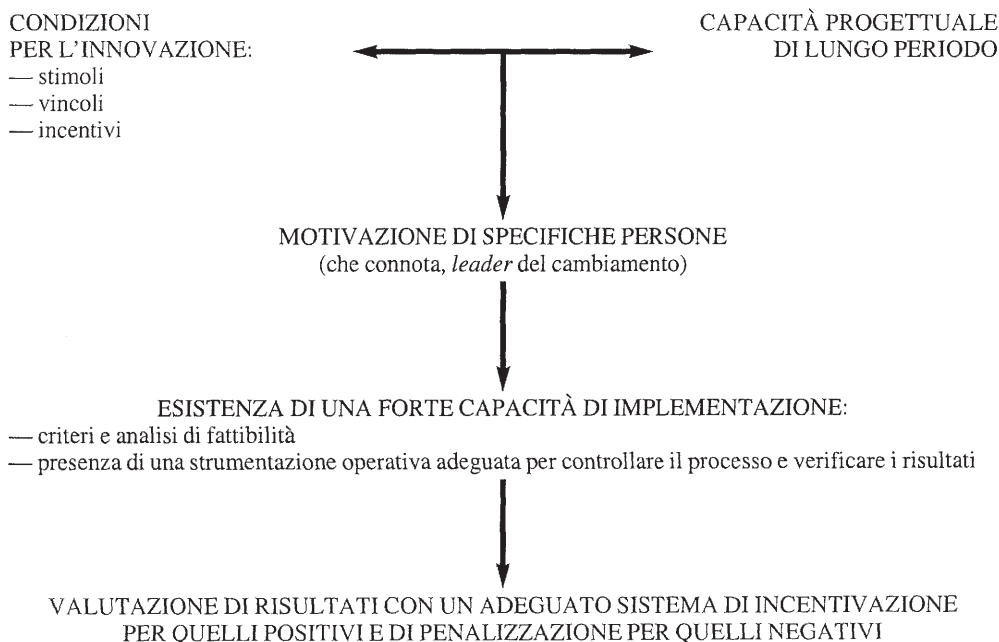 CONDIZIONI
PER L'INNOVAZIONE:
— stimoli
— vincoli
— incentivi
CAPACITÀ PROGETTUALE
DI LUNGO PERIODO
MOTIVAZIONE DI SPECIFICHE PERSONE
(che connota, leader del cambiamento)
ESISTENZA DI UNA FORTE CAPACITÀ DI IMPLEMENTAZIONE:
— criteri e analisi di fattibilità
— presenza di una strumentazione operativa adeguata per controllare il processo e verificare i risultati
VALUTAZIONE DI RISULTATI CON UN ADEGUATO SISTEMA DI INCENTIVAZIONE
PER QUELLI POSITIVI E DI PENALIZZAZIONE PER QUELLI NEGATIVI